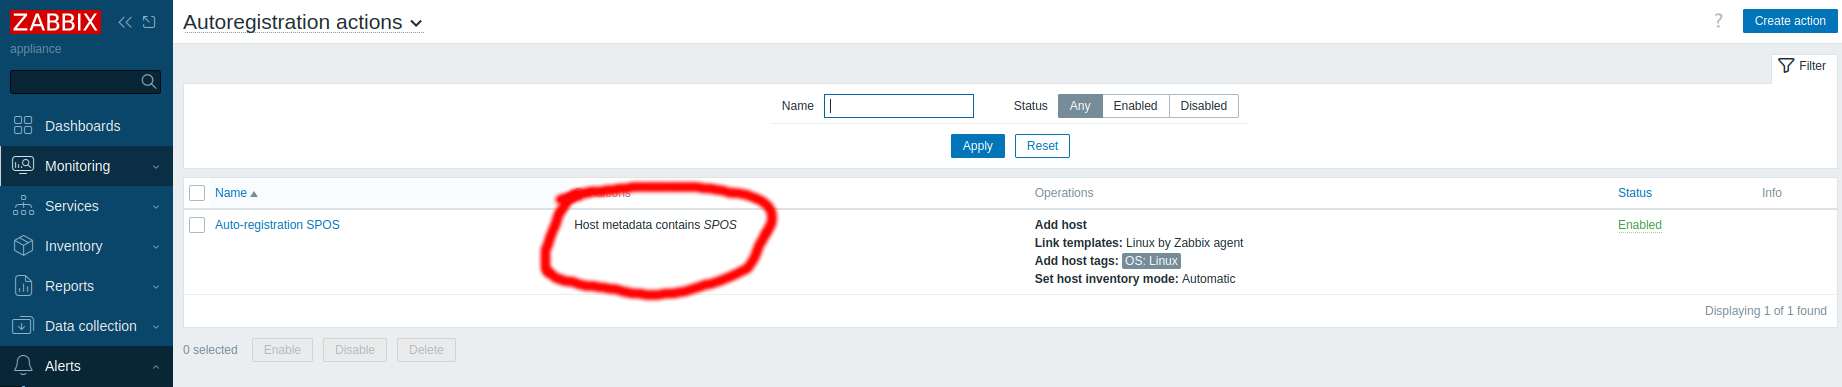 ZABBIX
appliance
Dashboards
Monitoring
Services
Inventory
Reports
Data collection
Alerts
Autoregistration actions
? Create action
Filter
Name Status Any Enabled Disabled
Apply Reset
Name Operations Status Info
Auto-registration SPOS Host metadata contains SPOS Add host Enabled
Link templates: Linux by Zabbix agent
Add host tags: OS: Linux
Set host inventory mode: Automatic
Displaying 1 of 1 found
0 selected Enable Disable Delete